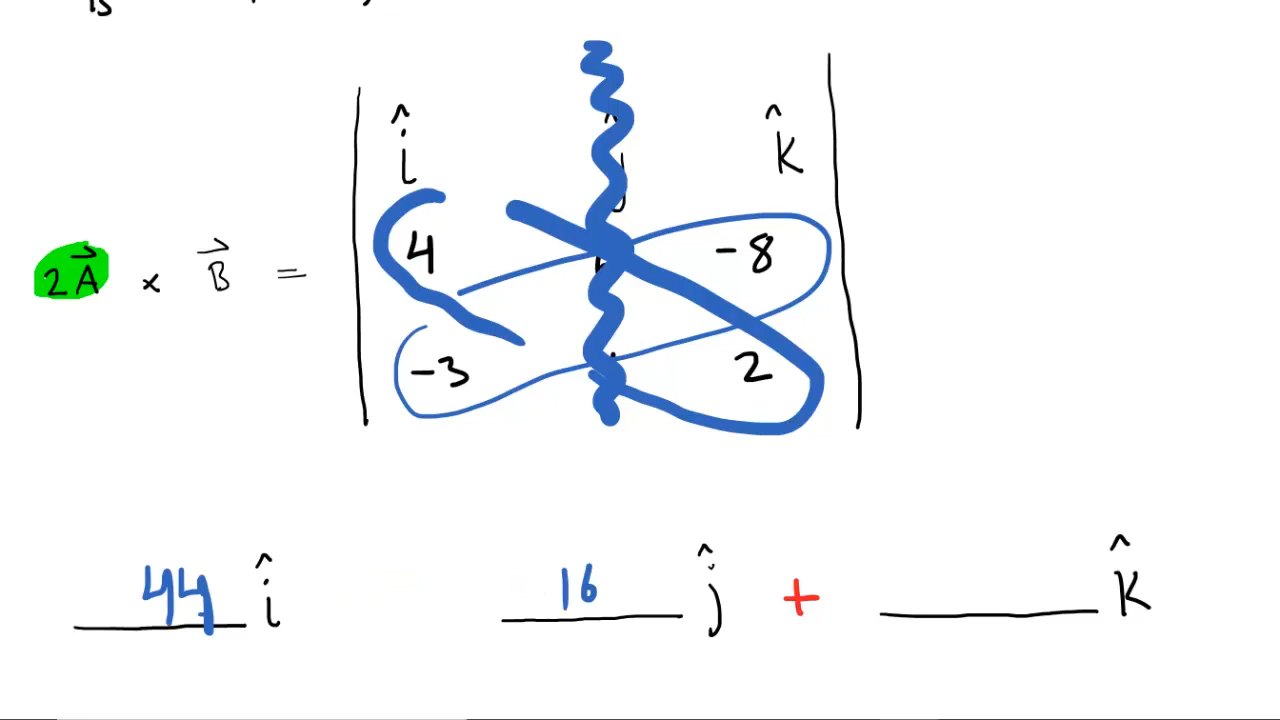 î k̂
4 -8
2A⃗ × B⃗ =
-3 2
44 î 16 ĵ + k̂